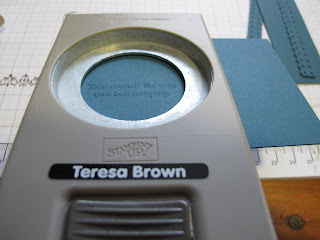 Treat yourself like your
own best company.
STAMPIN'
UP!
Teresa Brown